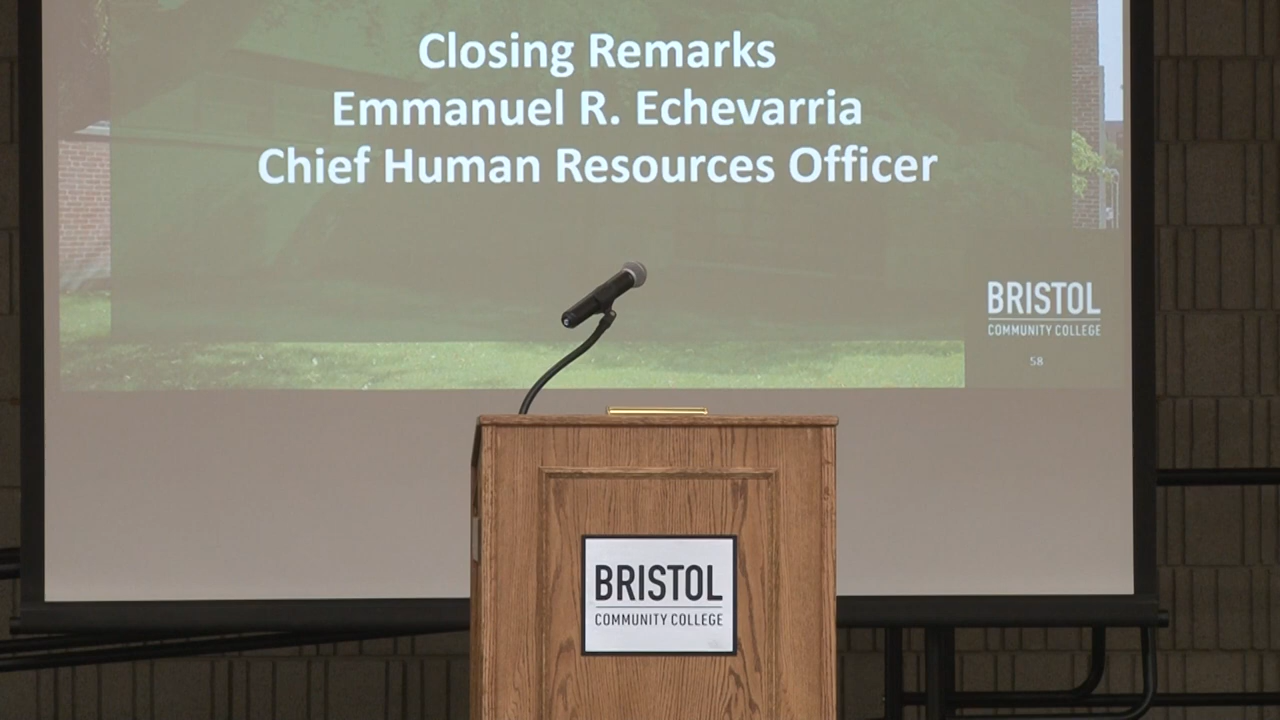 Closing Remarks
Emmanuel R. Echevarria
Chief Human Resources Officer
BRISTOL
COMMUNITY COLLEGE
58
BRISTOL
COMMUNITY COLLEGE